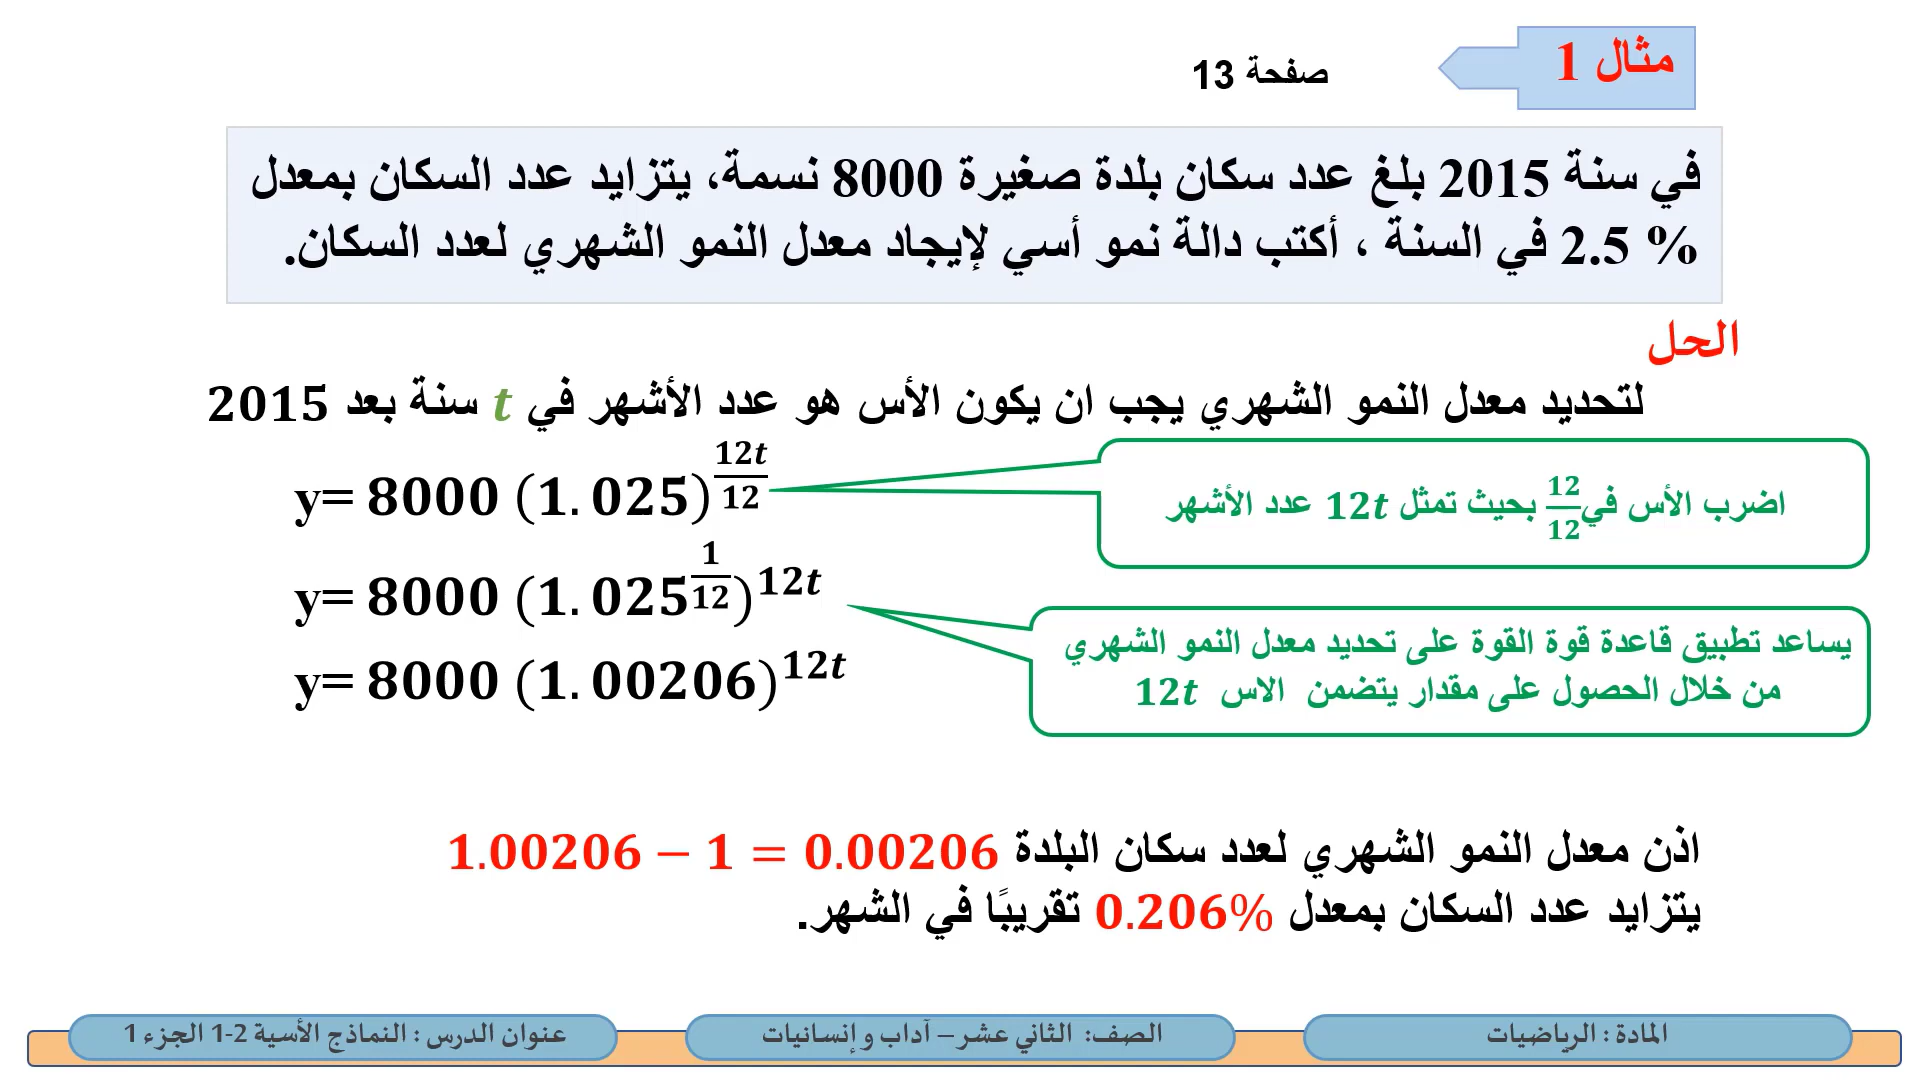 مثال 1
صفحة 13
في سنة 2015 بلغ عدد سكان بلدة صغيرة 8000 نسمة، يتزايد عدد السكان بمعدل
% 2.5 في السنة ، أكتب دالة نمو أسي لإيجاد معدل النمو الشهري لعدد السكان.
الحل
لتحديد معدل النمو الشهري يجب ان يكون الأس هو عدد الأشهر في t سنة بعد 2015
y= 8000 (1.025)^(12t/12)
اضرب الأس في 12/12 بحيث تمثل 12t عدد الأشهر
y= 8000 (1.025^(1/12))^12t
y= 8000 (1.00206)^12t
يساعد تطبيق قاعدة قوة القوة على تحديد معدل النمو الشهري
من خلال الحصول على مقدار يتضمن الاس 12t
اذن معدل النمو الشهري لعدد سكان البلدة 1.00206 − 1 = 0.00206
يتزايد عدد السكان بمعدل 0.206% تقريبًا في الشهر.
المادة : الرياضيات
الصف: الثاني عشر – آداب و إنسانيات
عنوان الدرس : النماذج الأسية 2-1 الجزء 1